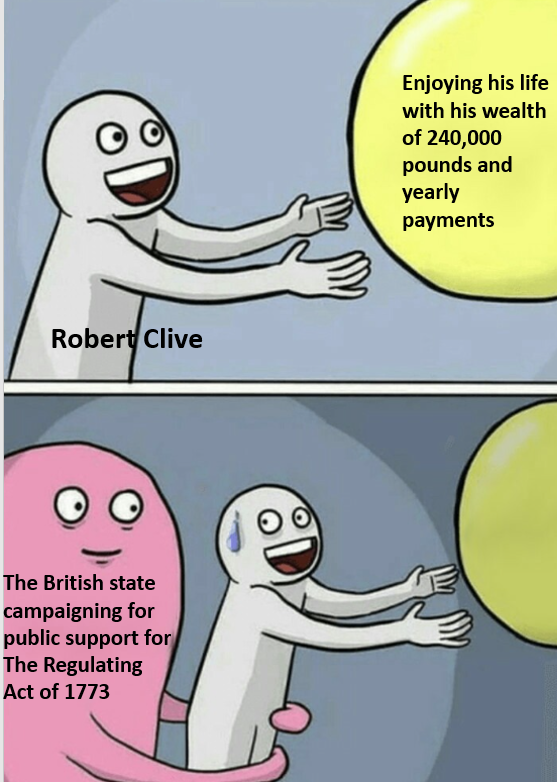 Enjoying his life
with his wealth
of 240,000
pounds and
yearly
payments
Robert Clive
The British state
campaigning for
public support for
The Regulating
Act of 1773